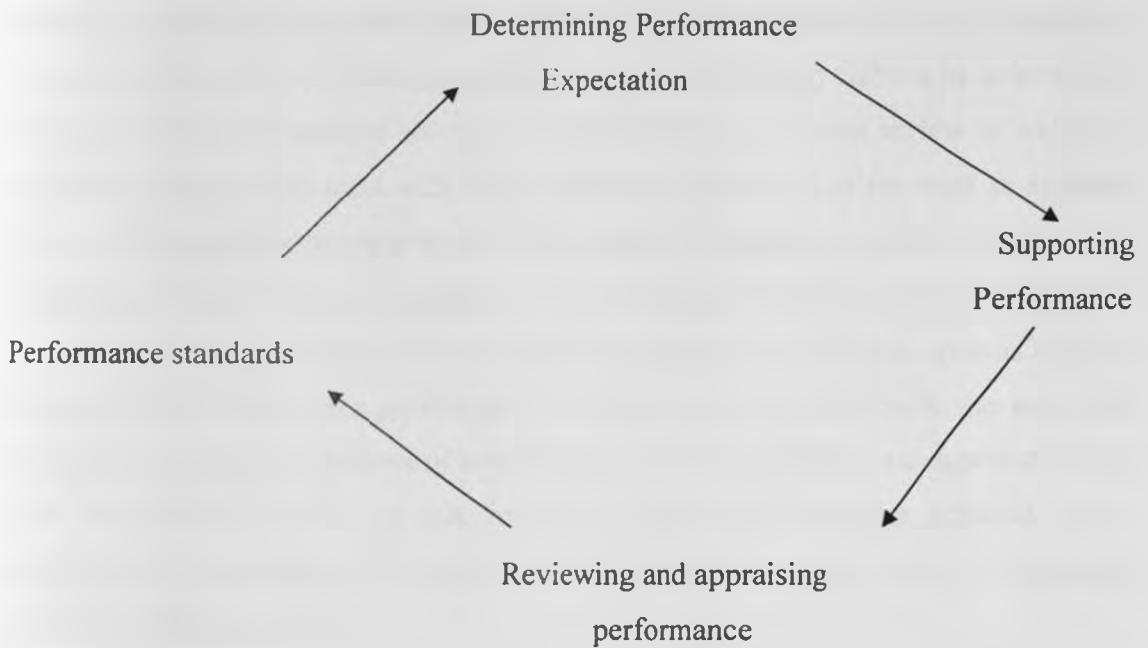 Determining Performance
Expectation
Supporting
Performance
Performance standards
Reviewing and appraising
performance